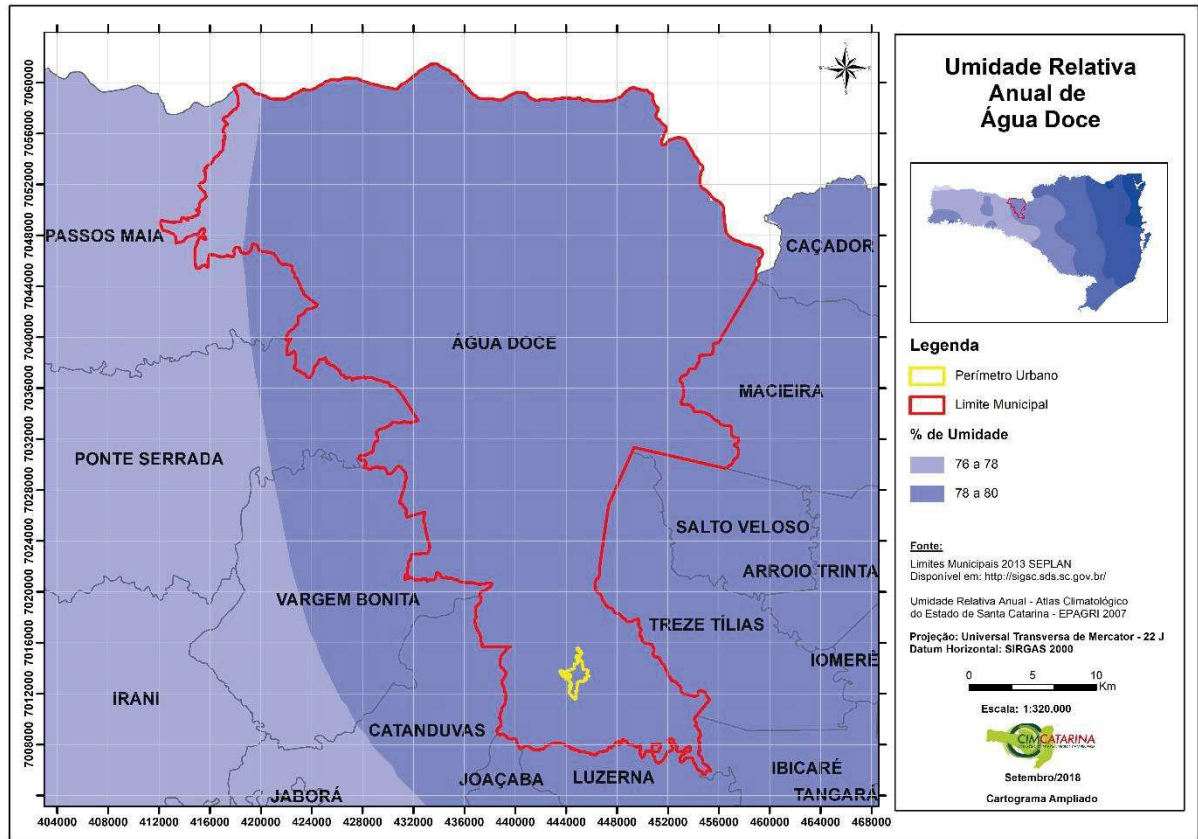 7060000
7056000
7052000
7048000
7044000
7040000
7036000
7032000
7028000
7024000
7020000
7016000
7012000
7008000
PASSOS MAIA
CAÇADOR
ÁGUA DOCE
MACIEIRA
PONTE SERRADA
SALTO VELOSO
ARROIO TRINTA
VARGEM BONITA
TREZE TÍLIAS
IOMERÊ
IRANI
CATANDUVAS
JOAÇABA
LUZERNA
IBICARÉ
TANGARÁ
JABORÁ
404000 408000 412000 416000 420000 424000 428000 432000 436000 440000 444000 448000 452000 456000 460000 464000 468000
Umidade Relativa
Anual de
Água Doce
Legenda
Perímetro Urbano
Limite Municipal
% de Umidade
76 a 78
78 a 80
Fonte:
Limites Municipais 2013 SEPLAN
Disponível em: http://sigsc.sds.sc.gov.br/
Umidade Relativa Anual - Atlas Climatológico
do Estado de Santa Catarina - EPAGRI 2007
Projeção: Universal Transversa de Mercator - 22 J
Datum Horizontal: SIRGAS 2000
0 5 10
Km
Escala: 1:320.000
CIMCATARINA
Setembro/2018
Cartograma Ampliado